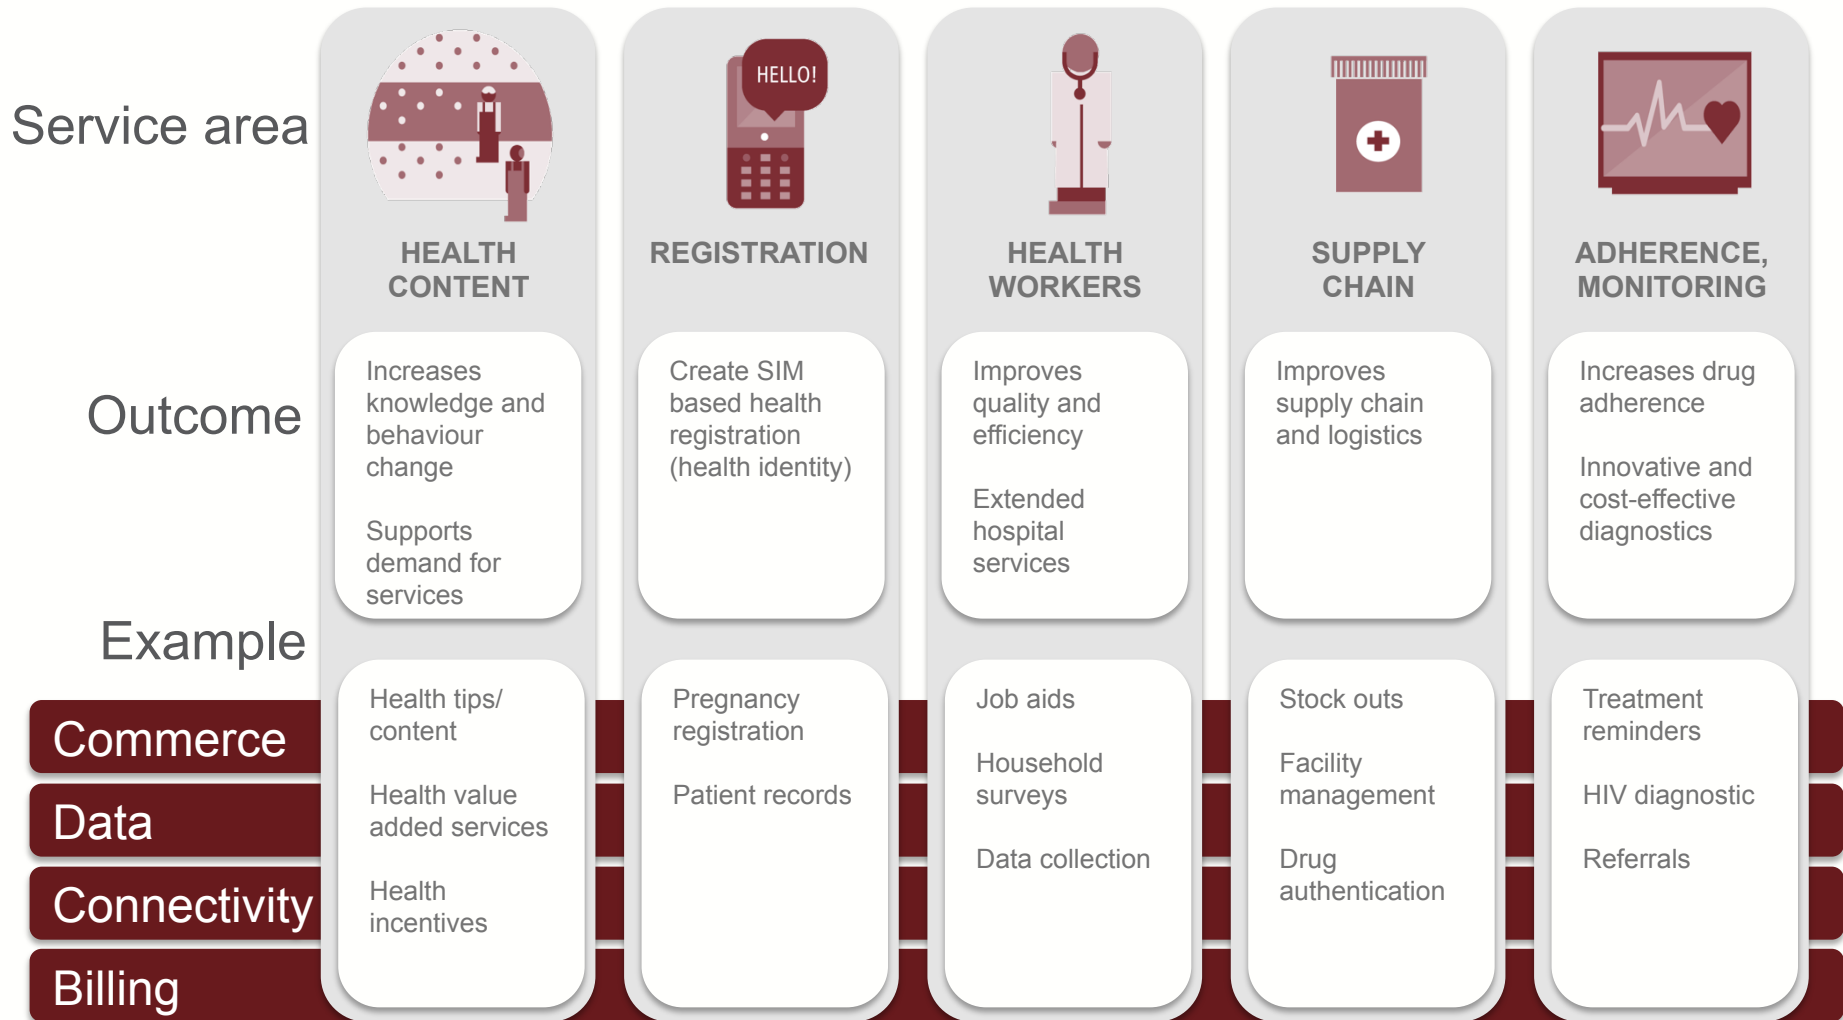 Service area
HELLO!
HEALTH
CONTENT
REGISTRATION
HEALTH
WORKERS
SUPPLY
CHAIN
ADHERENCE,
MONITORING
Outcome
Increases
knowledge and
behaviour
change
Supports
demand for
services
Create SIM
based health
registration
(health identity)
Improves
quality and
efficiency
Extended
hospital
services
Improves
supply chain
and logistics
Increases drug
adherence
Innovative and
cost-effective
diagnostics
Example
Health tips/
content
Health value
added services
Health
incentives
Pregnancy
registration
Patient records
Job aids
Household
surveys
Data collection
Stock outs
Facility
management
Drug
authentication
Treatment
reminders
HIV diagnostic
Referrals
Commerce
Data
Connectivity
Billing